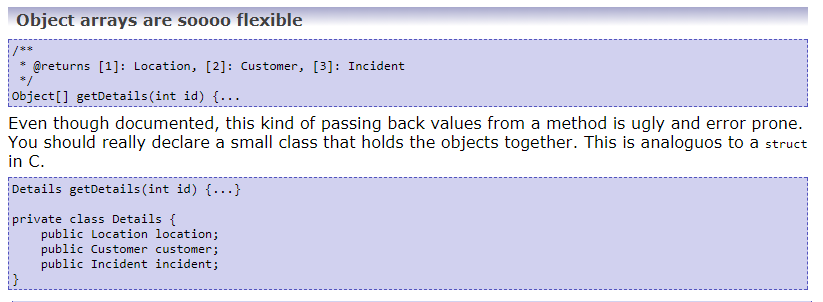 Object arrays are soooo flexible
/**
 * @returns [1]: Location, [2]: Customer, [3]: Incident
 */
Object[] getDetails(int id) {...
Even though documented, this kind of passing back values from a method is ugly and error prone.
You should really declare a small class that holds the objects together. This is analoguos to a struct
in C.
Details getDetails(int id) {...}
private class Details {
    public Location location;
    public Customer customer;
    public Incident incident;
}